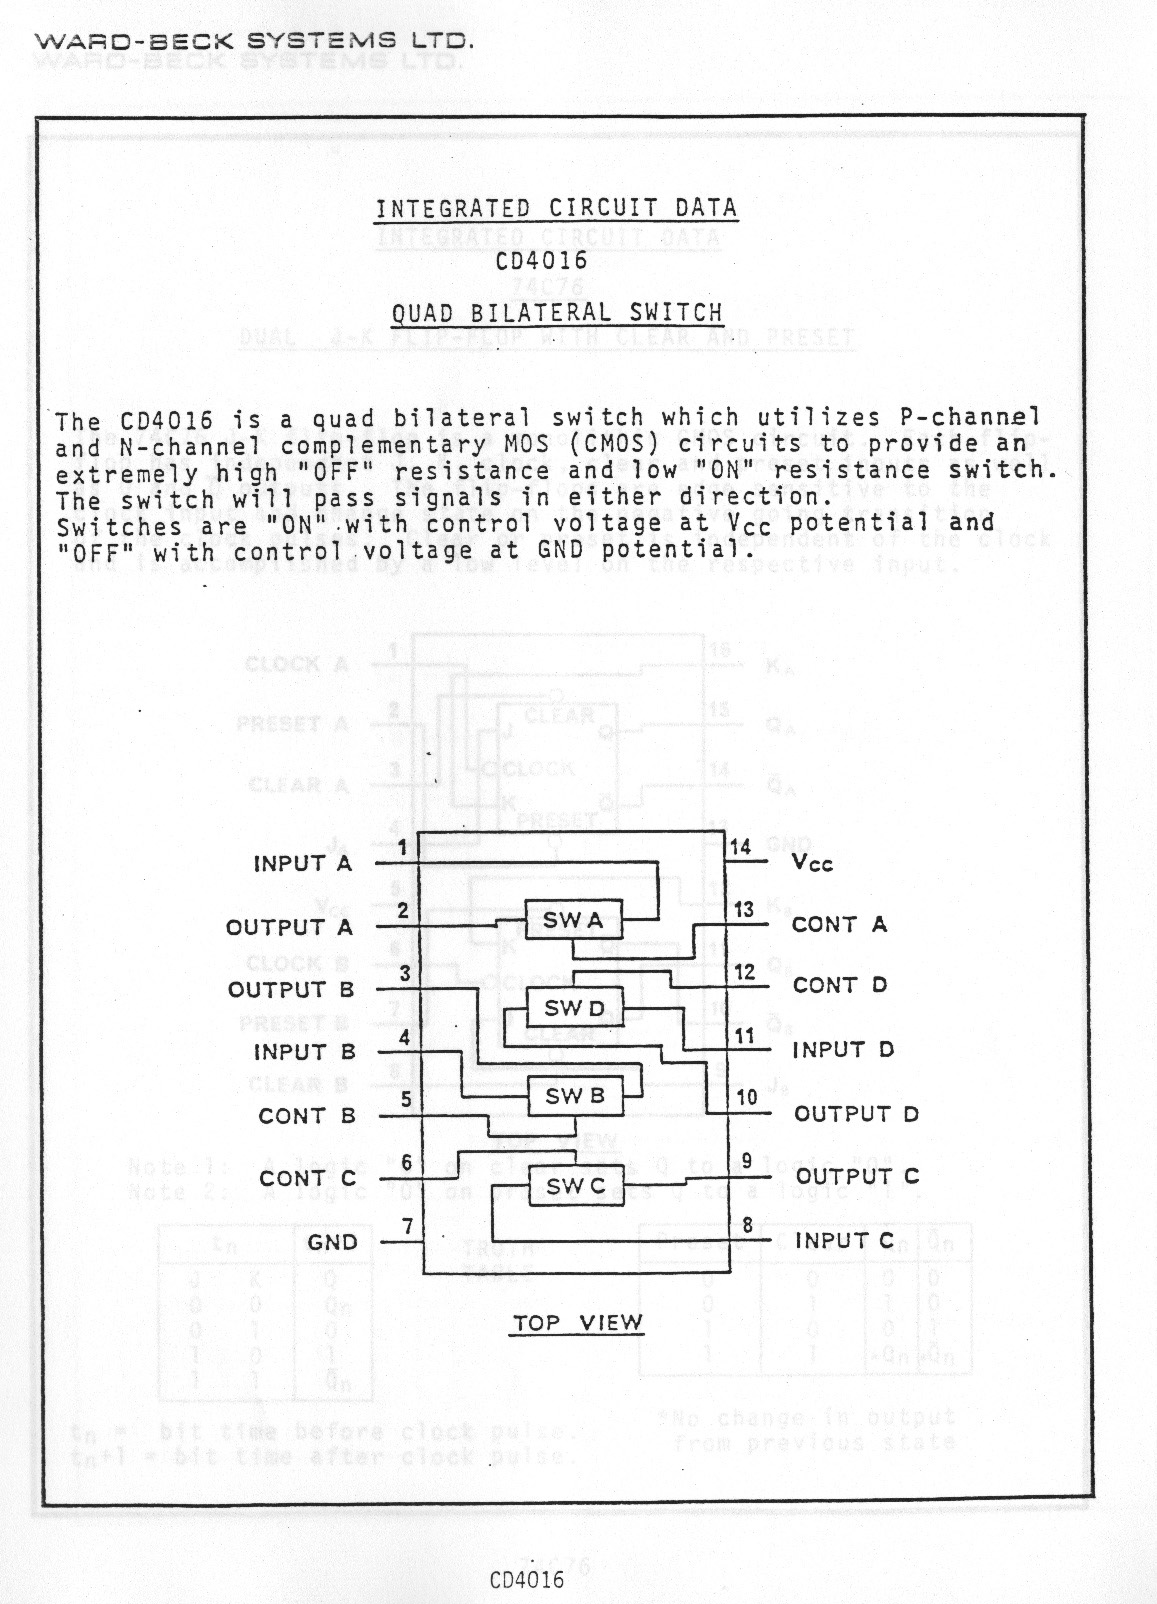 WARD-BECK SYSTEMS LTD.
INTEGRATED CIRCUIT DATA
CD4016
QUAD BILATERAL SWITCH
The CD4016 is a quad bilateral switch which utilizes P-channel
and N-channel complementary MOS (CMOS) circuits to provide an
extremely high "OFF" resistance and low "ON" resistance switch.
The switch will pass signals in either direction.
Switches are "ON" with control voltage at Vcc potential and
"OFF" with control voltage at GND potential.
INPUT A 1 14 Vcc
OUTPUT A 2 SW A 13 CONT A
OUTPUT B 3 12 CONT D
SW D
INPUT B 4 11 INPUT D
CONT B 5 SW B 10 OUTPUT D
CONT C 6 9 OUTPUT C
SW C
GND 7 8 INPUT C
TOP VIEW
CD4016